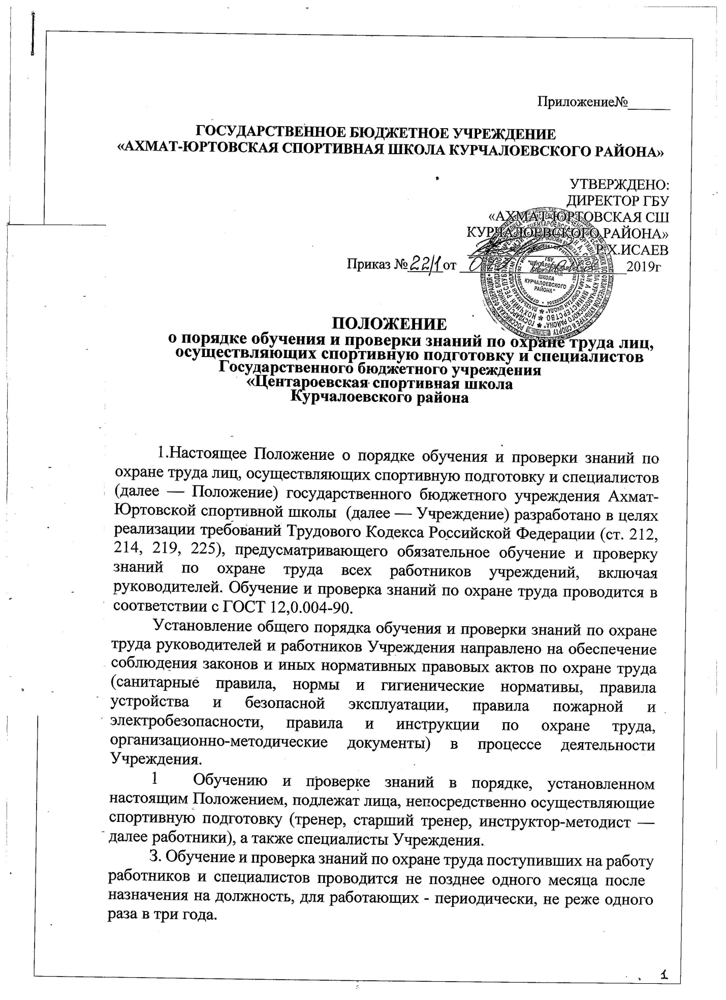 Приложение№______
ГОСУДАРСТВЕННОЕ БЮДЖЕТНОЕ УЧРЕЖДЕНИЕ
«АХМАТ-ЮРТОВСКАЯ СПОРТИВНАЯ ШКОЛА КУРЧАЛОЕВСКОГО РАЙОНА»
УТВЕРЖДЕНО:
ДИРЕКТОР ГБУ
«АХМАТ-ЮРТОВСКАЯ СШ
КУРЧАЛОЕВСКОГО РАЙОНА»
Р.Х.ИСАЕВ
Приказ № 22/1 от 2019г
ГБУ
"ЦЕНТАРОЕВСКАЯ
СПОРТИВНАЯ
ШКОЛА
КУРЧАЛОЕВСКОГО
РАЙОНА"
ПОЛОЖЕНИЕ
о порядке обучения и проверки знаний по охране труда лиц,
осуществляющих спортивную подготовку и специалистов
Государственного бюджетного учреждения
«Центароевская спортивная школа
Курчалоевского района
1.Настоящее Положение о порядке обучения и проверки знаний по
охране труда лиц, осуществляющих спортивную подготовку и специалистов
(далее — Положение) государственного бюджетного учреждения Ахмат-
Юртовской спортивной школы (далее — Учреждение) разработано в целях
реализации требований Трудового Кодекса Российской Федерации (ст. 212,
214, 219, 225), предусматривающего обязательное обучение и проверку
знаний по охране труда всех работников учреждений, включая
руководителей. Обучение и проверка знаний по охране труда проводится в
соответствии с ГОСТ 12,0.004-90.
Установление общего порядка обучения и проверки знаний по охране
труда руководителей и работников Учреждения направлено на обеспечение
соблюдения законов и иных нормативных правовых актов по охране труда
(санитарные правила, нормы и гигиенические нормативы, правила
устройства и безопасной эксплуатации, правила пожарной и
электробезопасности, правила и инструкции по охране труда,
организационно-методические документы) в процессе деятельности
Учреждения.
1 Обучению и проверке знаний в порядке, установленном
настоящим Положением, подлежат лица, непосредственно осуществляющие
спортивную подготовку (тренер, старший тренер, инструктор-методист —
далее работники), а также специалисты Учреждения.
3. Обучение и проверка знаний по охране труда поступивших на работу
работников и специалистов проводится не позднее одного месяца после
назначения на должность, для работающих - периодически, не реже одного
раза в три года.
1